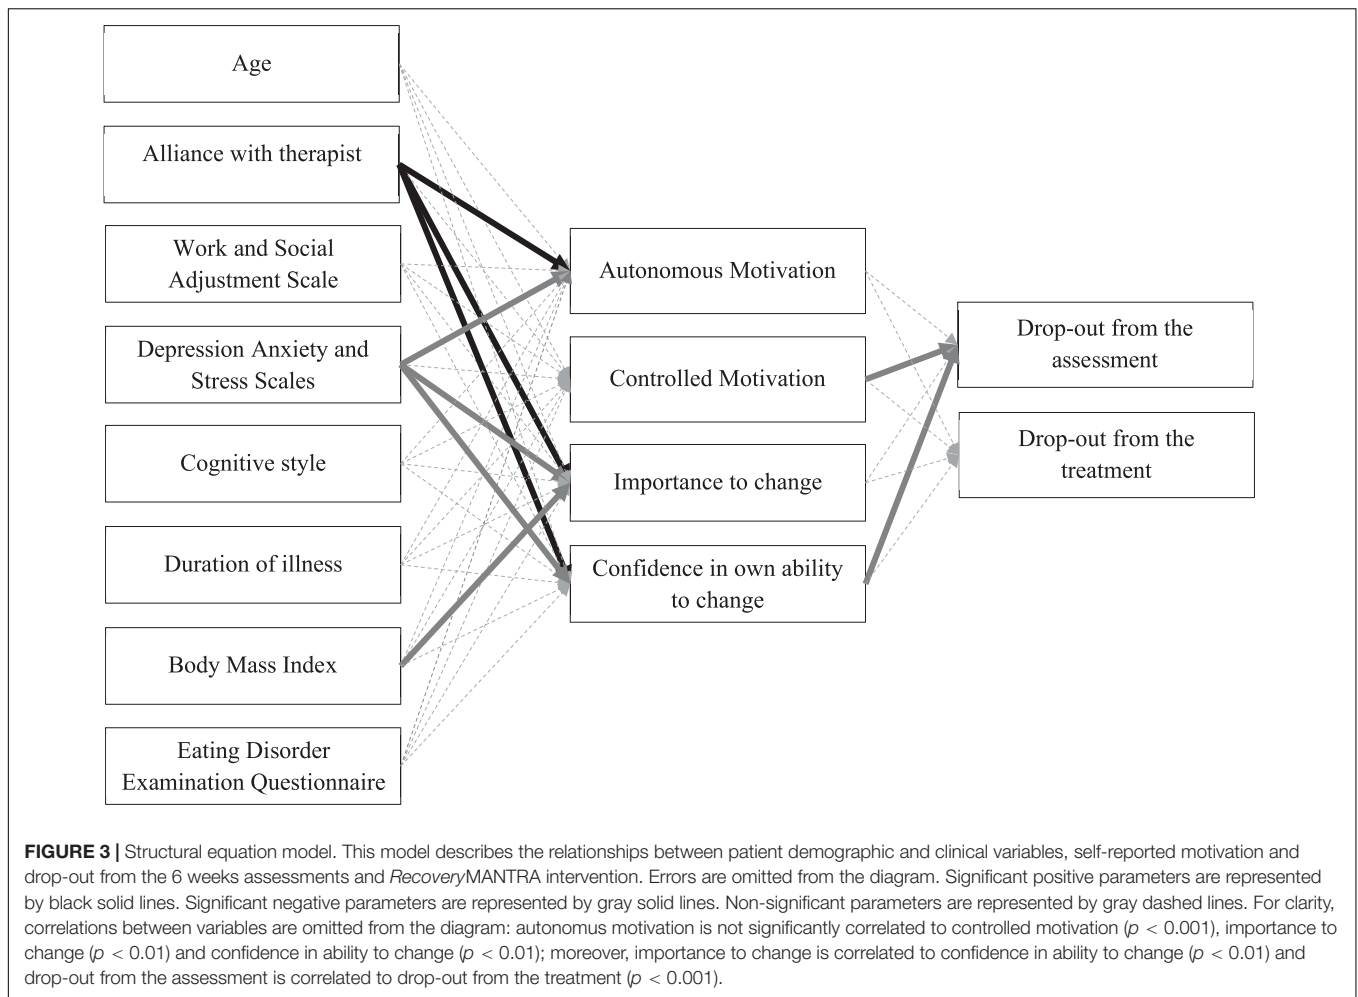 Age
Alliance with therapist
Work and Social
Adjustment Scale
Depression Anxiety and
Stress Scales
Cognitive style
Duration of illness
Body Mass Index
Eating Disorder
Examination Questionnaire
Autonomous Motivation
Controlled Motivation
Importance to change
Confidence in own ability
to change
Drop-out from the
assessment
Drop-out from the
treatment
FIGURE 3 | Structural equation model. This model describes the relationships between patient demographic and clinical variables, self-reported motivation and
drop-out from the 6 weeks assessments and RecoveryMANTRA intervention. Errors are omitted from the diagram. Significant positive parameters are represented
by black solid lines. Significant negative parameters are represented by gray solid lines. Non-significant parameters are represented by gray dashed lines. For clarity,
correlations between variables are omitted from the diagram: autonomus motivation is not significantly correlated to controlled motivation (p < 0.001), importance to
change (p < 0.01) and confidence in ability to change (p < 0.01); moreover, importance to change is correlated to confidence in ability to change (p < 0.01) and
drop-out from the assessment is correlated to drop-out from the treatment (p < 0.001).